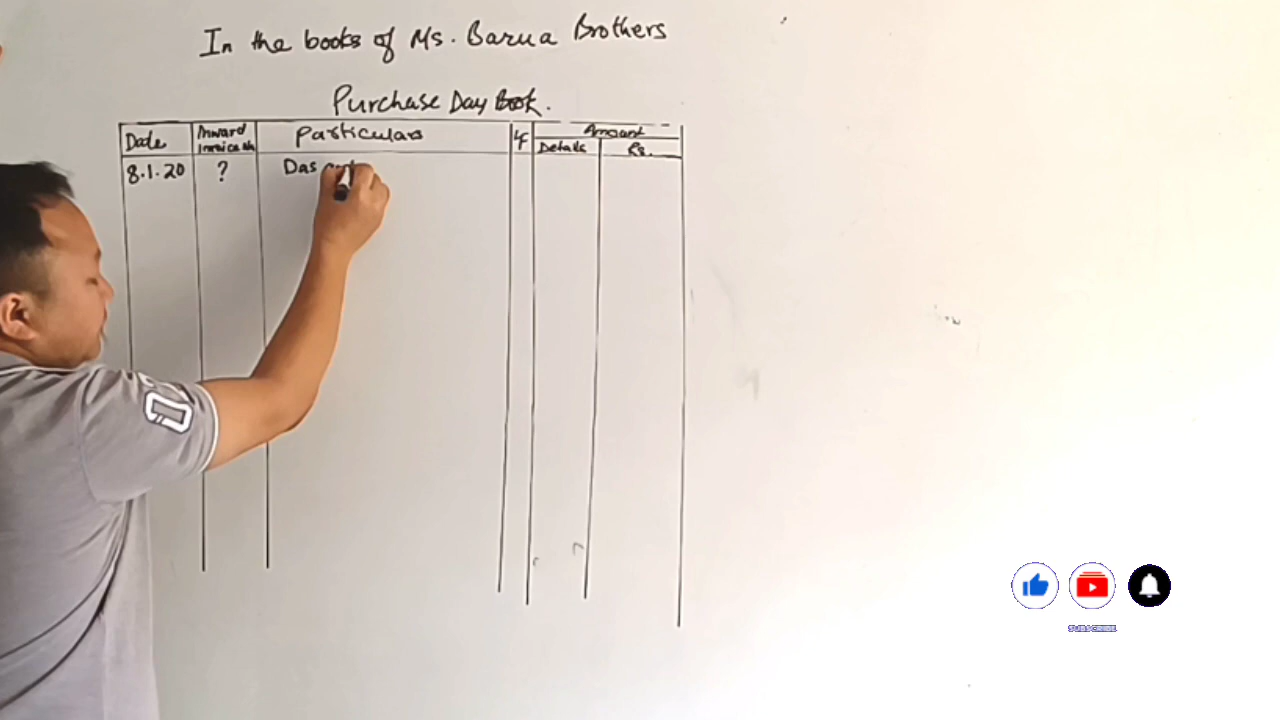 In the books of Ms. Barua Brothers
Purchase Day Book.
Date Inward Invoice No Particulars LF Amount
Details Rs.
8.1.20 ? Das
SUBSCRIBE